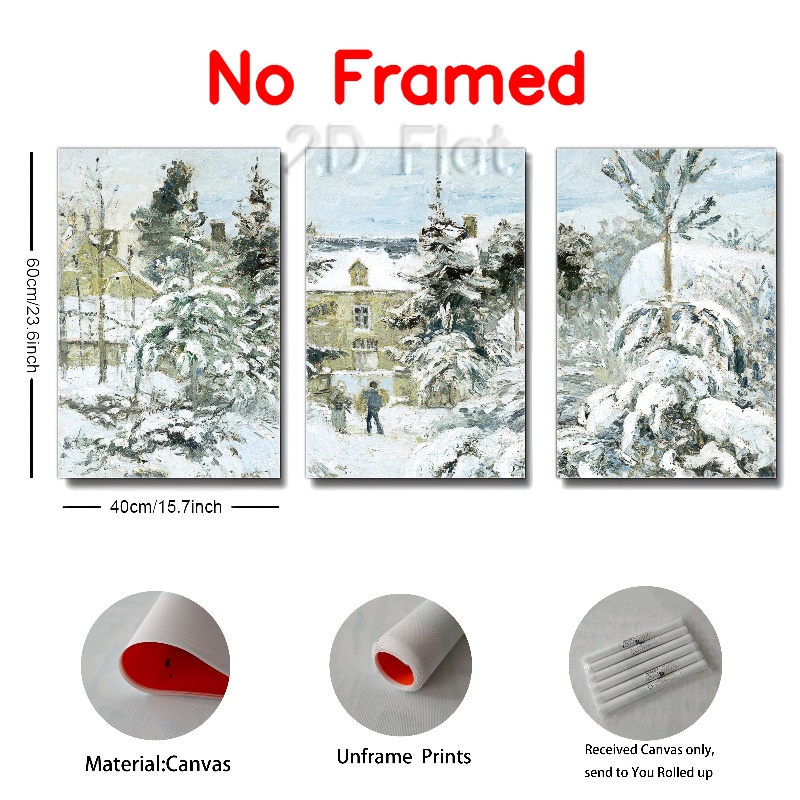 No Framed
2D Flat
60cm/23.6inch
40cm/15.7inch
Material:Canvas
Unframe Prints
Received Canvas only,
send to You Rolled up